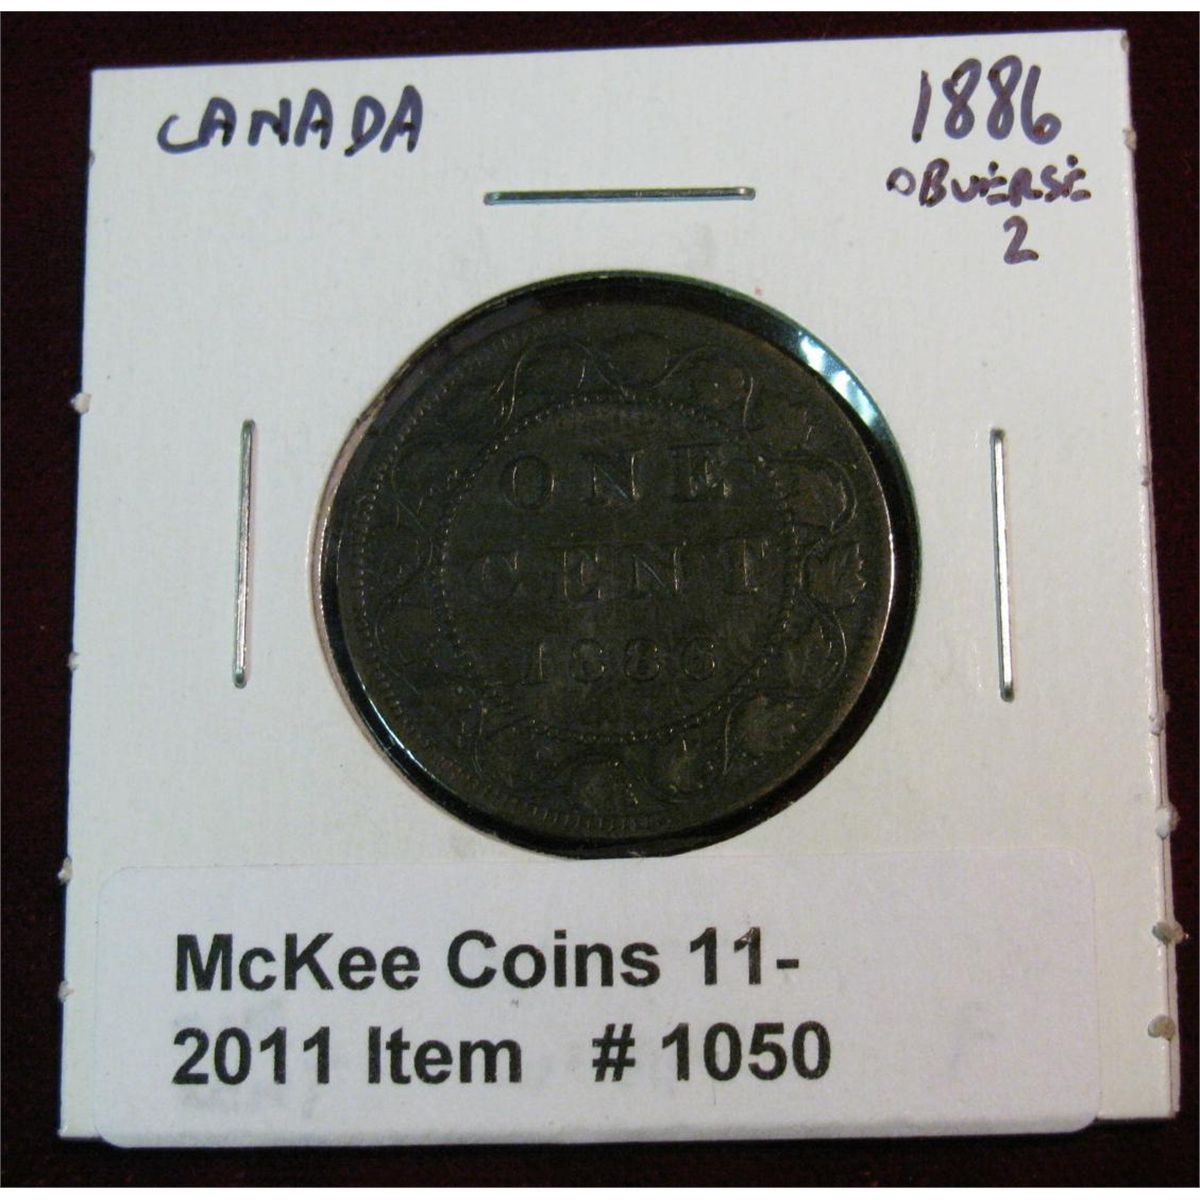 CANADA
1886
OBVERSE
2
ONE
CENT
1886
McKee Coins 11-
2011 Item # 1050